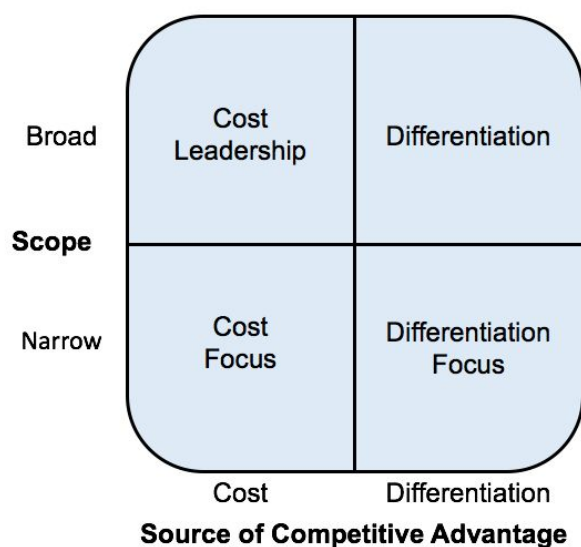 Broad
Cost
Leadership
Differentiation
Scope
Narrow
Cost
Focus
Differentiation
Focus
Cost
Differentiation
Source of Competitive Advantage